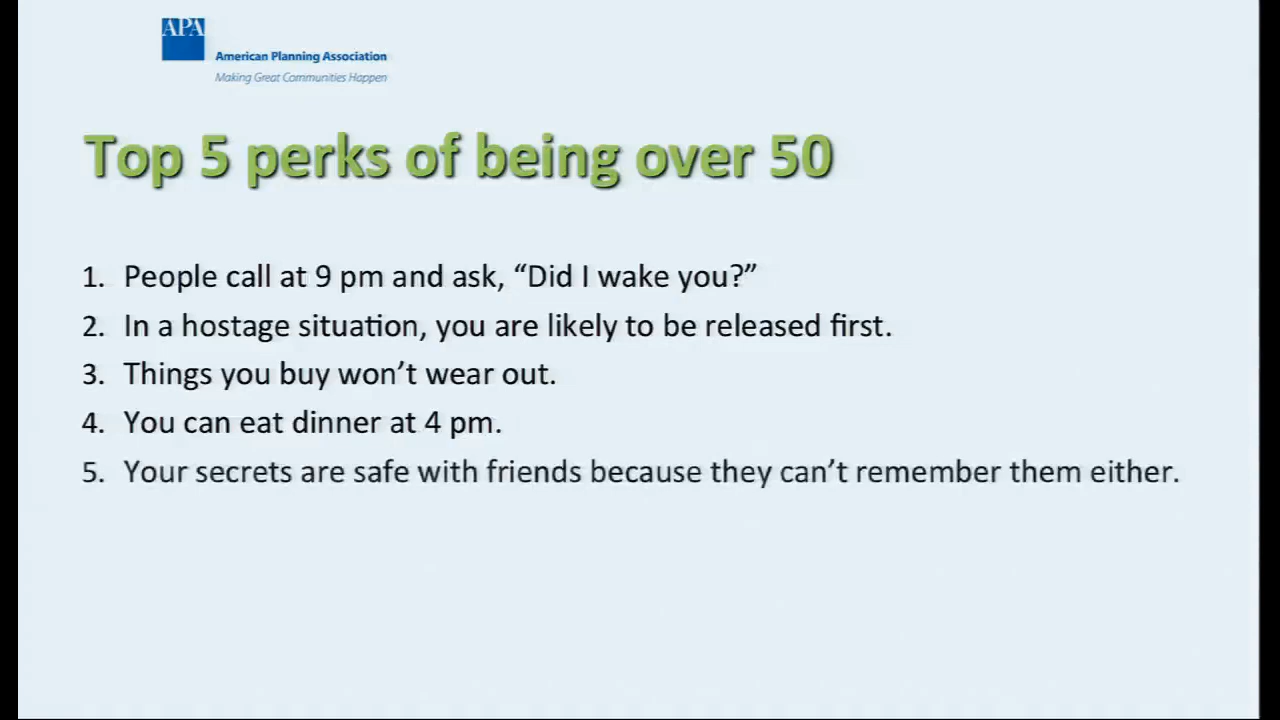 APA
American Planning Association
Making Great Communities Happen
Top 5 perks of being over 50
1. People call at 9 pm and ask, “Did I wake you?”
2. In a hostage situation, you are likely to be released first.
3. Things you buy won’t wear out.
4. You can eat dinner at 4 pm.
5. Your secrets are safe with friends because they can’t remember them either.